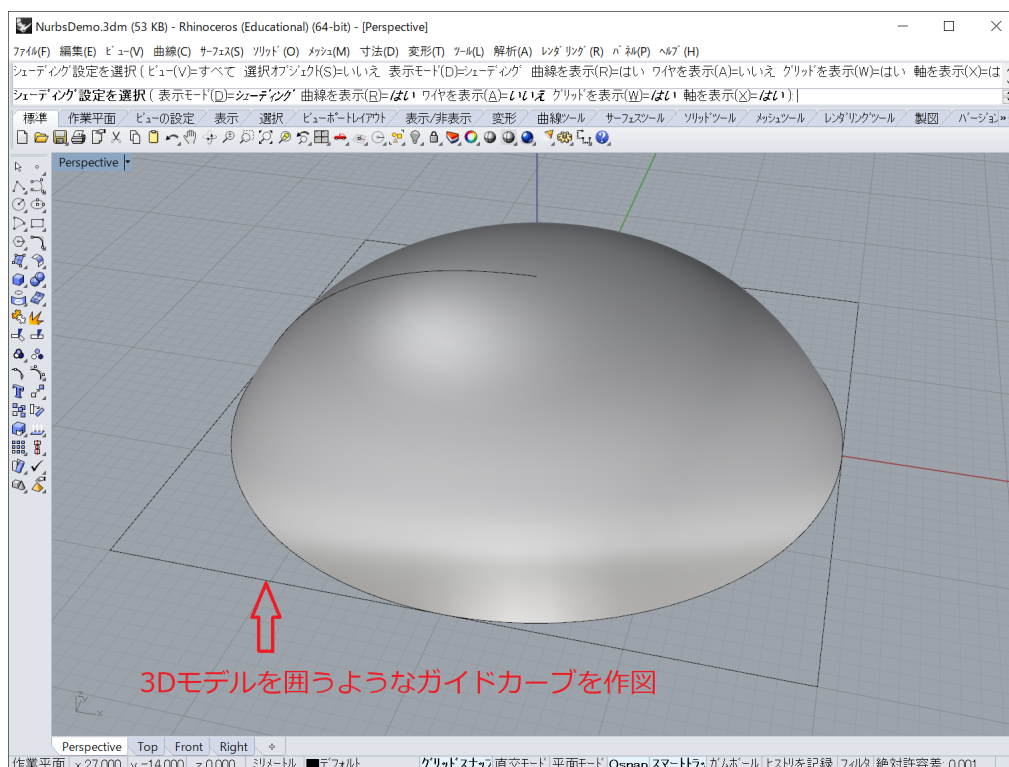 NurbsDemo.3dm (53 KB) - Rhinoceros (Educational) (64-bit) - [Perspective]
ファイル(F) 編集(E) ビュー(V) 曲線(C) サーフェス(S) ソリッド(O) メッシュ(M) 寸法(D) 変形(T) ツール(L) 解析(A) レンダリング(R) パネル(P) ヘルプ(H)
シェーディング設定を選択 ( ビュー(V)=すべて 選択オブジェクト(S)=いいえ 表示モード(D)=シェーディング 曲線を表示(R)=はい ワイヤを表示(A)=いいえ グリッドを表示(W)=はい 軸を表示(X)=は
シェーディング設定を選択 ( 表示モード(D)=シェーディング 曲線を表示(R)=はい ワイヤを表示(A)=いいえ グリッドを表示(W)=はい 軸を表示(X)=はい ):
標準 作業平面 ビューの設定 表示 選択 ビューポートレイアウト 表示/非表示 変形 曲線ツール サーフェスツール ソリッドツール メッシュツール レンダリングツール 製図 バージョン»
Perspective
3Dモデルを囲うようなガイドカーブを作図
Perspective Top Front Right
作業平面 x 27.000 y -14.000 z 0.000 ミリメートル デフォルト グリッドスナップ 直交モード 平面モード Osnap スマートトラ ガムボール ヒストリを記録 フィルタ 絶対許容差: 0.001